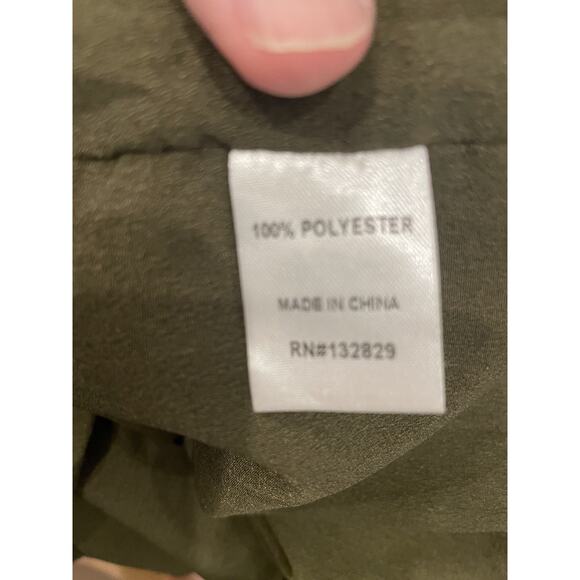 100% POLYESTER
MADE IN CHINA
RN#132829